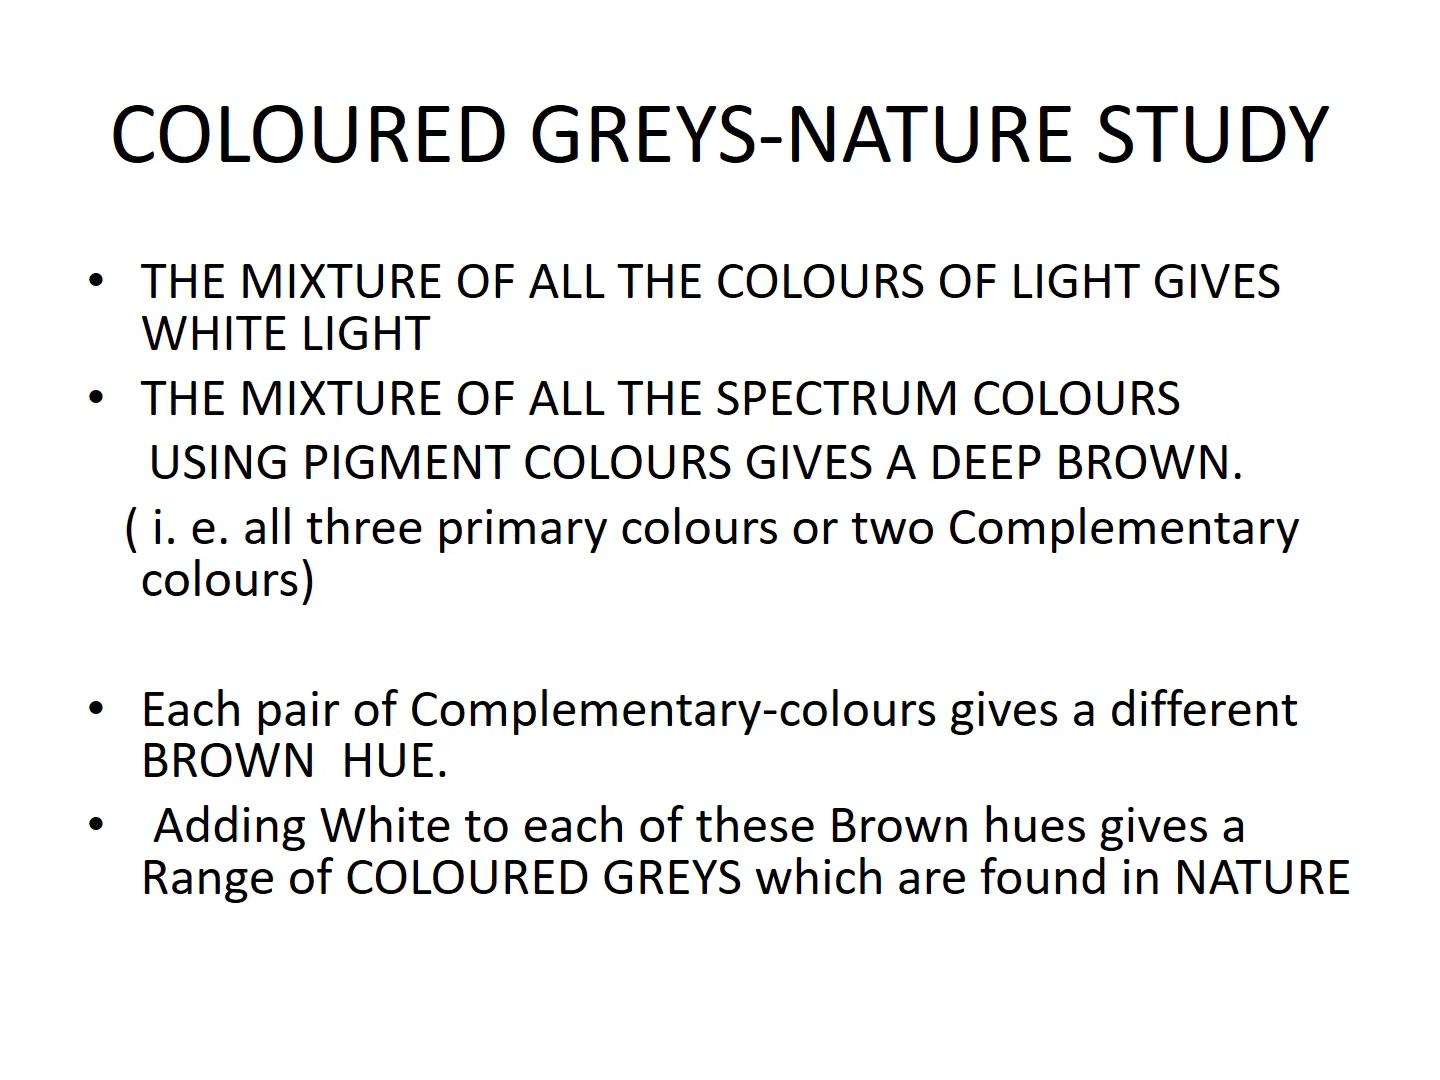 COLOURED GREYS-NATURE STUDY
• THE MIXTURE OF ALL THE COLOURS OF LIGHT GIVES
WHITE LIGHT
• THE MIXTURE OF ALL THE SPECTRUM COLOURS
USING PIGMENT COLOURS GIVES A DEEP BROWN.
( i. e. all three primary colours or two Complementary
colours)
• Each pair of Complementary-colours gives a different
BROWN  HUE.
• Adding White to each of these Brown hues gives a
Range of COLOURED GREYS which are found in NATURE